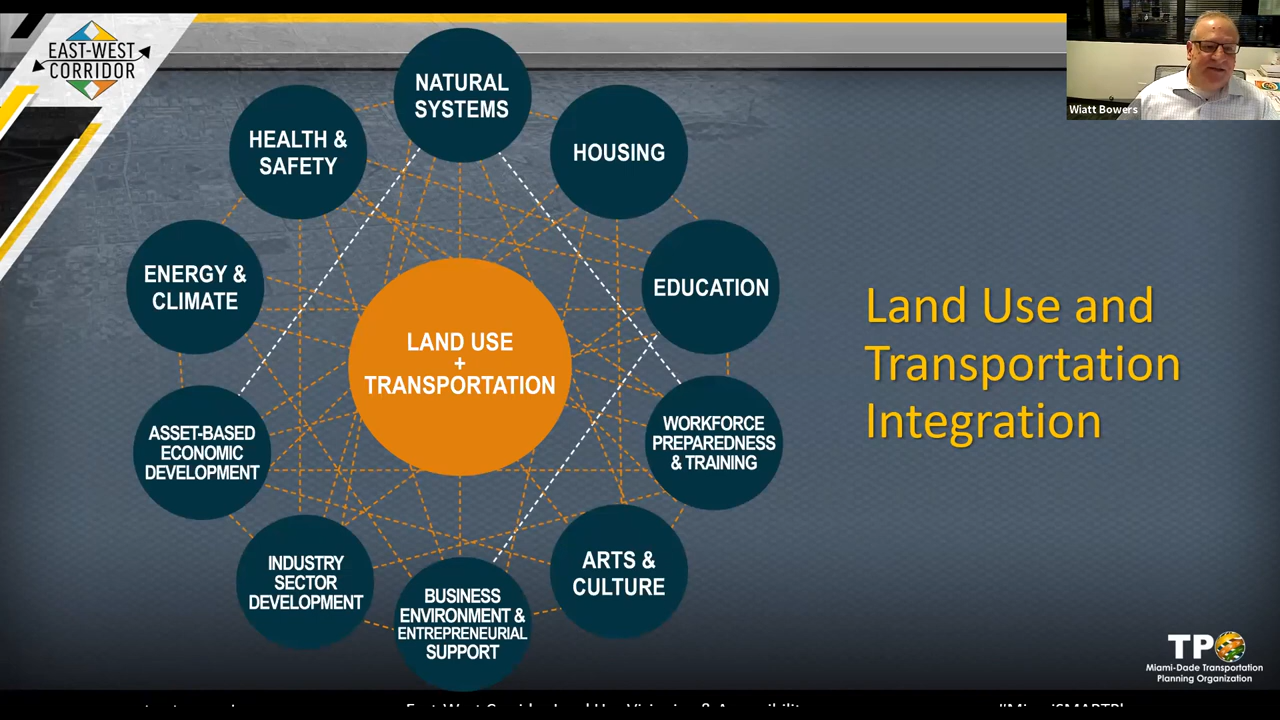 EAST-WEST
CORRIDOR
NATURAL
SYSTEMS
HEALTH &
SAFETY
HOUSING
ENERGY &
CLIMATE
EDUCATION
LAND USE
+
TRANSPORTATION
ASSET-BASED
ECONOMIC
DEVELOPMENT
WORKFORCE
PREPAREDNESS
& TRAINING
INDUSTRY
SECTOR
DEVELOPMENT
BUSINESS
ENVIRONMENT &
ENTREPRENEURIAL
SUPPORT
ARTS &
CULTURE
Land Use and
Transportation
Integration
Wiatt Bowers
TPO
Miami-Dade Transportation
Planning Organization